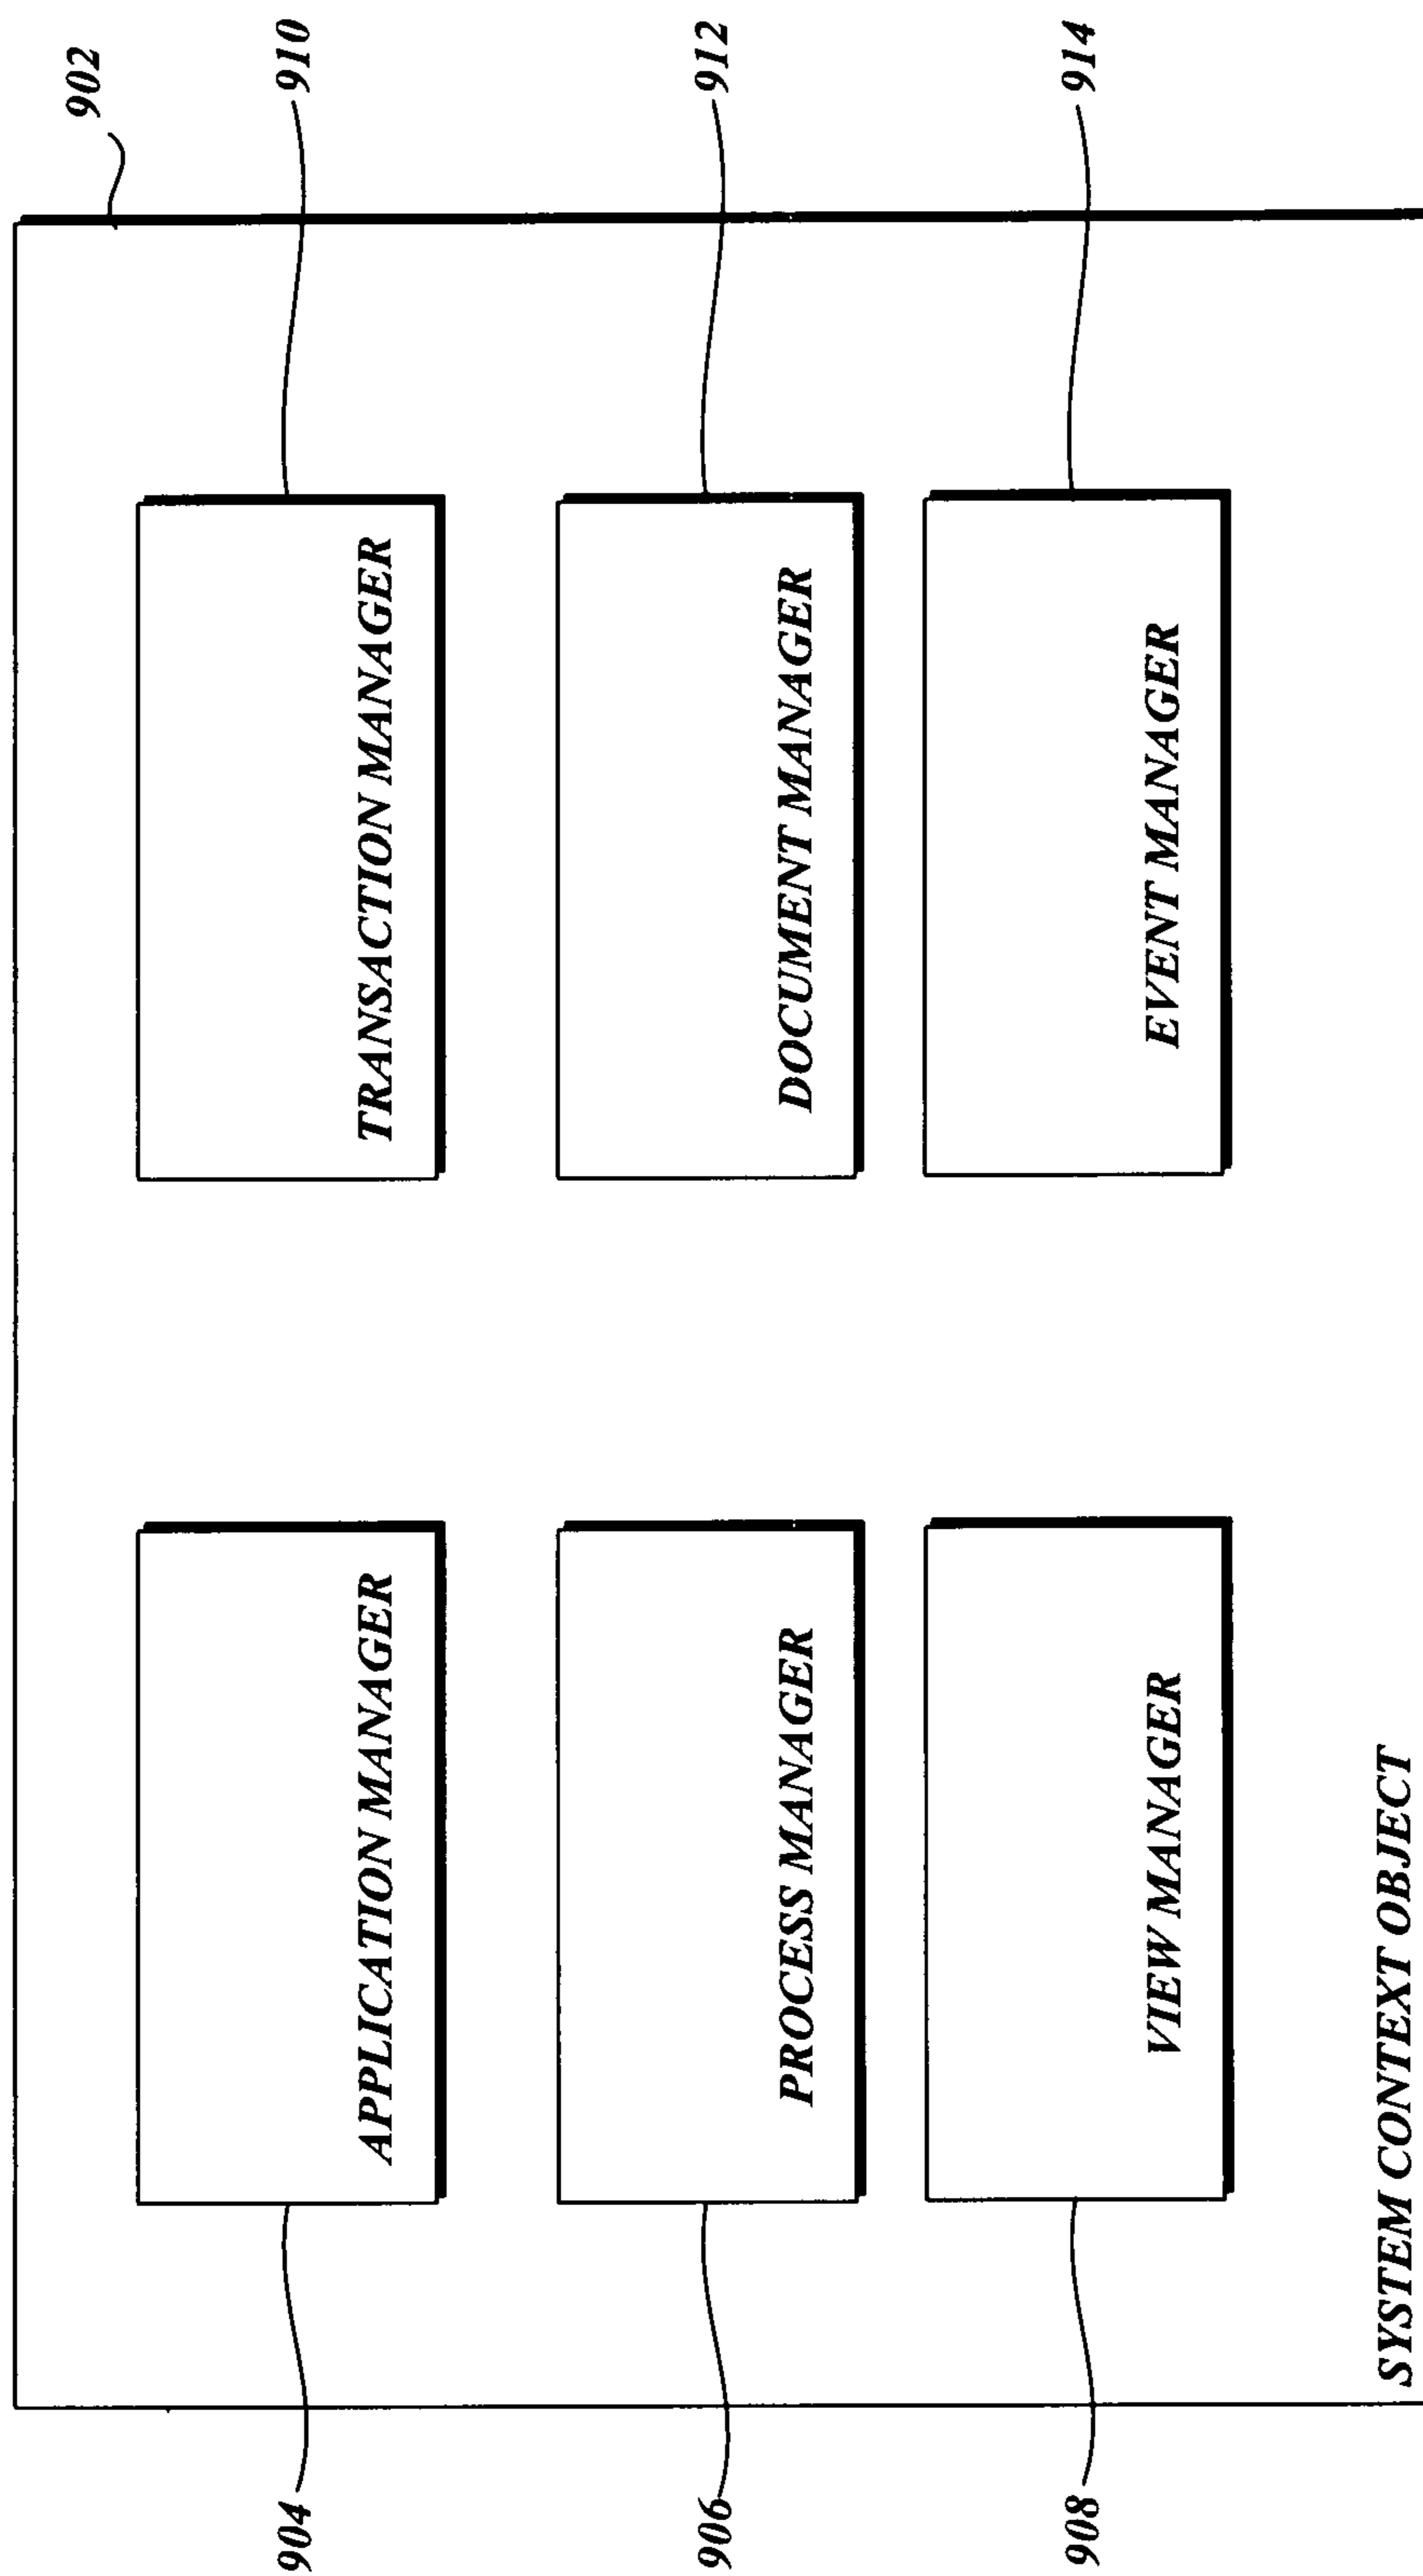 902
904
APPLICATION MANAGER
TRANSACTION MANAGER
910
906
PROCESS MANAGER
DOCUMENT MANAGER
912
908
VIEW MANAGER
EVENT MANAGER
914
SYSTEM CONTEXT OBJECT